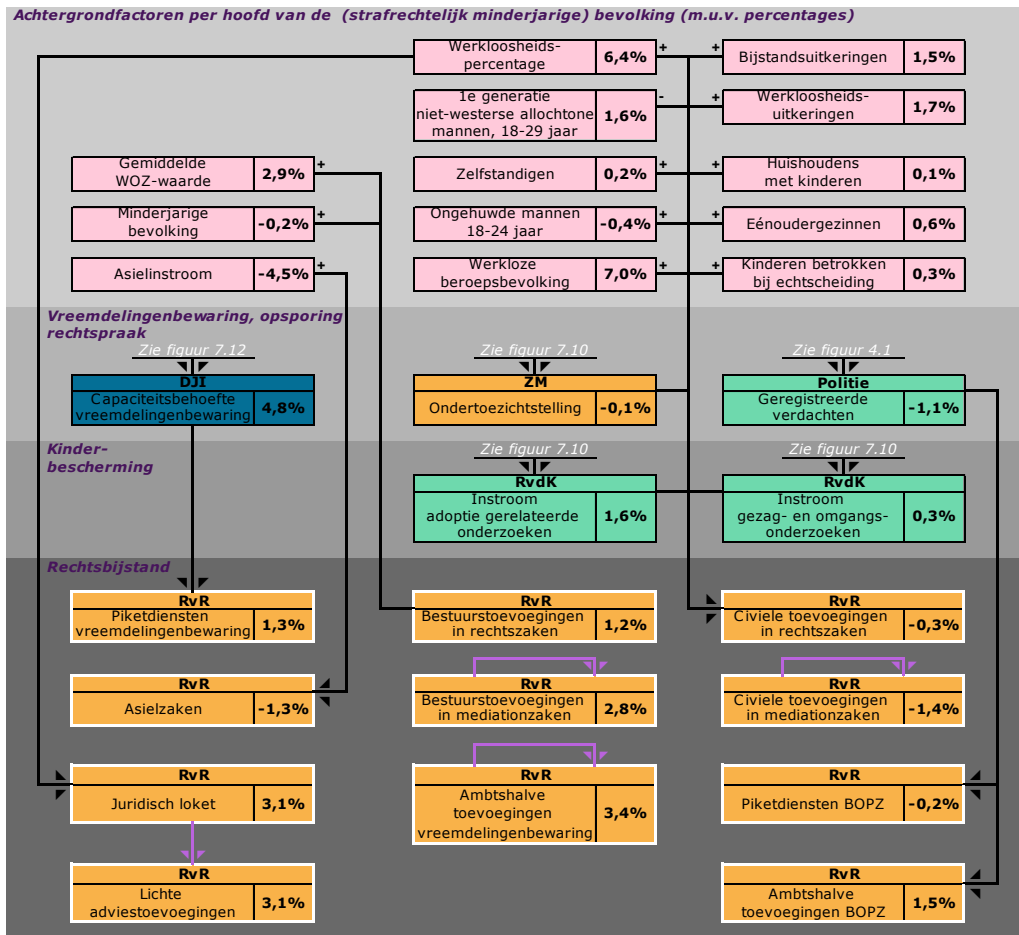 Achtergrondfactoren per hoofd van de (strafrechtelijk minderjarige) bevolking (m.u.v. percentages)
Werkloosheids-
percentage
6,4%
+
+
Bijstandsuitkeringen
1,5%
1e generatie
niet-westerse allochtone
mannen, 18-29 jaar
1,6%
-
+
Werkloosheids-
uitkeringen
1,7%
Gemiddelde
WOZ-waarde
2,9%
+
Zelfstandigen
0,2%
+
+
Huishoudens
met kinderen
0,1%
Minderjarige
bevolking
-0,2%
+
Ongehuwde mannen
18-24 jaar
-0,4%
+
+
Eénoudergezinnen
0,6%
Asielinstroom
-4,5%
+
Werkloze
beroepsbevolking
7,0%
+
+
Kinderen betrokken
bij echtscheiding
0,3%
Vreemdelingenbewaring, opsporing
rechtspraak
Zie figuur 7.12
DJI
Capaciteitsbehoefte
vreemdelingenbewaring
4,8%
Zie figuur 7.10
ZM
Ondertoezichtstelling
-0,1%
Zie figuur 4.1
Politie
Geregistreerde
verdachten
-1,1%
Kinder-
bescherming
Zie figuur 7.10
RvdK
Instroom
adoptie gerelateerde
onderzoeken
1,6%
Zie figuur 7.10
RvdK
Instroom
gezag- en omgangs-
onderzoeken
0,3%
Rechtsbijstand
RvR
Piketdiensten
vreemdelingenbewaring
1,3%
RvR
Bestuurstoevoegingen
in rechtszaken
1,2%
RvR
Civiele toevoegingen
in rechtszaken
-0,3%
RvR
Asielzaken
-1,3%
RvR
Bestuurstoevoegingen
in mediationzaken
2,8%
RvR
Civiele toevoegingen
in mediationzaken
-1,4%
RvR
Juridisch loket
3,1%
RvR
Ambtshalve
toevoegingen
vreemdelingenbewaring
3,4%
RvR
Piketdiensten BOPZ
-0,2%
RvR
Lichte
adviestoevoegingen
3,1%
RvR
Ambtshalve
toevoegingen BOPZ
1,5%